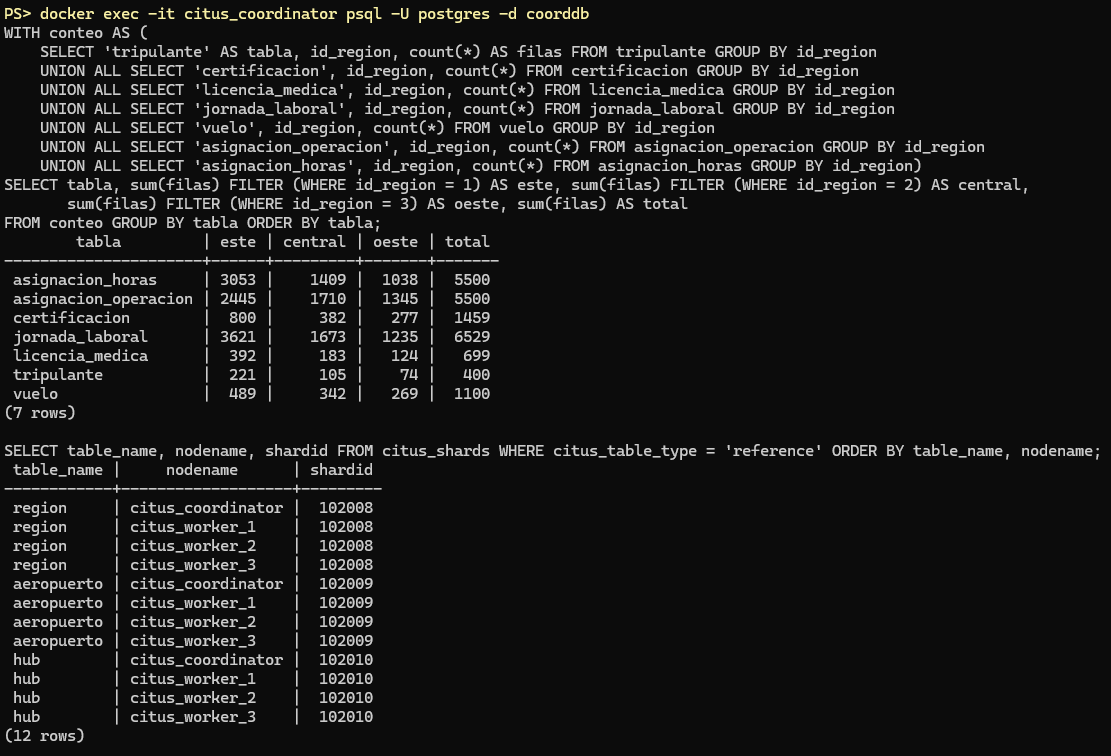 PS> docker exec -it citus_coordinator psql -U postgres -d coorddb
WITH conteo AS (
    SELECT 'tripulante' AS tabla, id_region, count(*) AS filas FROM tripulante GROUP BY id_region
    UNION ALL SELECT 'certificacion', id_region, count(*) FROM certificacion GROUP BY id_region
    UNION ALL SELECT 'licencia_medica', id_region, count(*) FROM licencia_medica GROUP BY id_region
    UNION ALL SELECT 'jornada_laboral', id_region, count(*) FROM jornada_laboral GROUP BY id_region
    UNION ALL SELECT 'vuelo', id_region, count(*) FROM vuelo GROUP BY id_region
    UNION ALL SELECT 'asignacion_operacion', id_region, count(*) FROM asignacion_operacion GROUP BY id_region
    UNION ALL SELECT 'asignacion_horas', id_region, count(*) FROM asignacion_horas GROUP BY id_region)
SELECT tabla, sum(filas) FILTER (WHERE id_region = 1) AS este, sum(filas) FILTER (WHERE id_region = 2) AS central,
       sum(filas) FILTER (WHERE id_region = 3) AS oeste, sum(filas) AS total
FROM conteo GROUP BY tabla ORDER BY tabla;
        tabla         | este | central | oeste | total
----------------------+------+---------+-------+-------
 asignacion_horas     | 3053 |    1409 |  1038 |  5500
 asignacion_operacion | 2445 |    1710 |  1345 |  5500
 certificacion        |  800 |     382 |   277 |  1459
 jornada_laboral      | 3621 |    1673 |  1235 |  6529
 licencia_medica      |  392 |     183 |   124 |   699
 tripulante           |  221 |     105 |    74 |   400
 vuelo                |  489 |     342 |   269 |  1100
(7 rows)

SELECT table_name, nodename, shardid FROM citus_shards WHERE citus_table_type = 'reference' ORDER BY table_name, nodename;
 table_name |     nodename      | shardid
------------+-------------------+---------
 region     | citus_coordinator |  102008
 region     | citus_worker_1    |  102008
 region     | citus_worker_2    |  102008
 region     | citus_worker_3    |  102008
 aeropuerto | citus_coordinator |  102009
 aeropuerto | citus_worker_1    |  102009
 aeropuerto | citus_worker_2    |  102009
 aeropuerto | citus_worker_3    |  102009
 hub        | citus_coordinator |  102010
 hub        | citus_worker_1    |  102010
 hub        | citus_worker_2    |  102010
 hub        | citus_worker_3    |  102010
(12 rows)